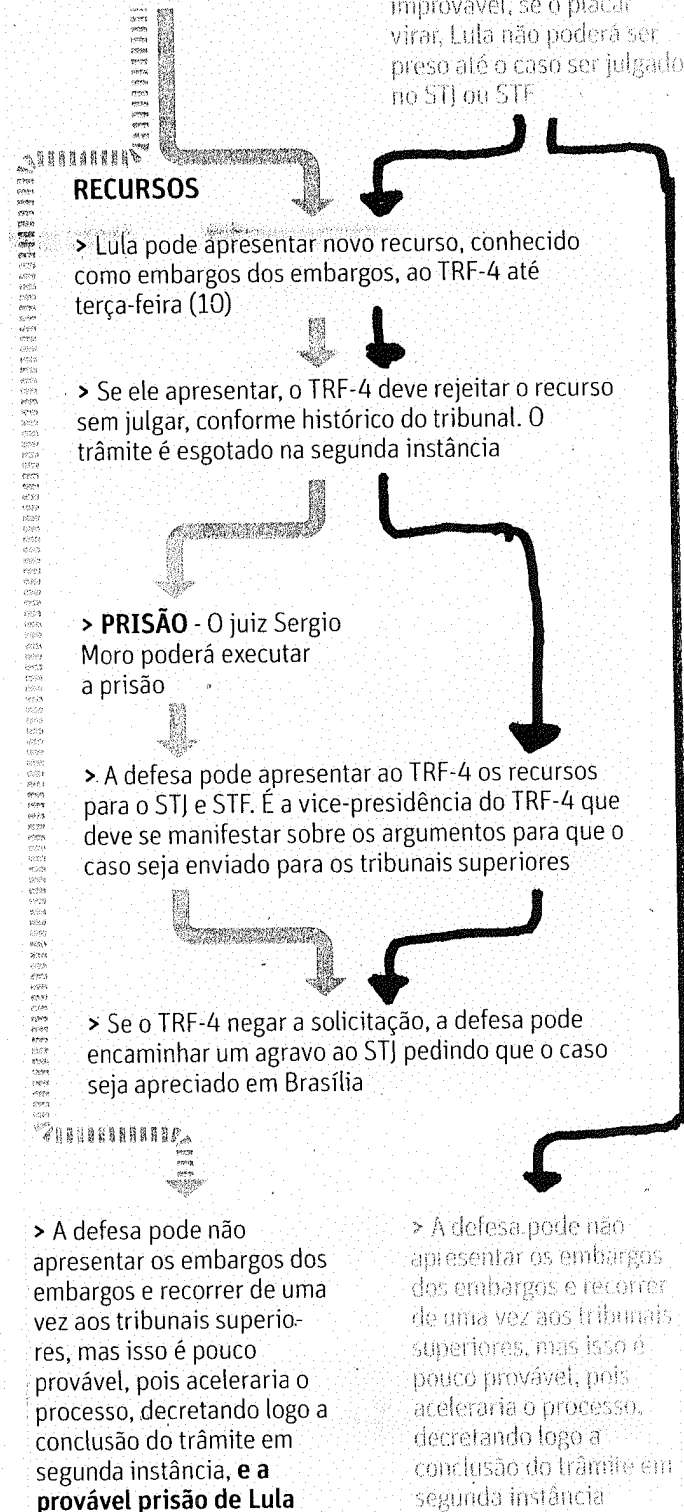 improvável, se o placar
virar, Lula não poderá ser
preso até o caso ser julgado
no STJ ou STF
RECURSOS
> Lula pode apresentar novo recurso, conhecido
como embargos dos embargos, ao TRF-4 até
terça-feira (10)
> Se ele apresentar, o TRF-4 deve rejeitar o recurso
sem julgar, conforme histórico do tribunal. O
trâmite é esgotado na segunda instância
> PRISÃO - O juiz Sergio
Moro poderá executar
a prisão
> A defesa pode apresentar ao TRF-4 os recursos
para o STJ e STF. É a vice-presidência do TRF-4 que
deve se manifestar sobre os argumentos para que o
caso seja enviado para os tribunais superiores
> Se o TRF-4 negar a solicitação, a defesa pode
encaminhar um agravo ao STJ pedindo que o caso
seja apreciado em Brasília
> A defesa pode não
apresentar os embargos dos
embargos e recorrer de uma
vez aos tribunais superio-
res, mas isso é pouco
provável, pois aceleraria o
processo, decretando logo a
conclusão do trâmite em
segunda instância, e a
provável prisão de Lula
> A defesa pode não
apresentar os embargos
dos embargos e recorrer
de uma vez aos tribunais
superiores, mas isso é
pouco provável, pois
aceleraria o processo,
decretando logo a
conclusão do trâmite em
segunda instância